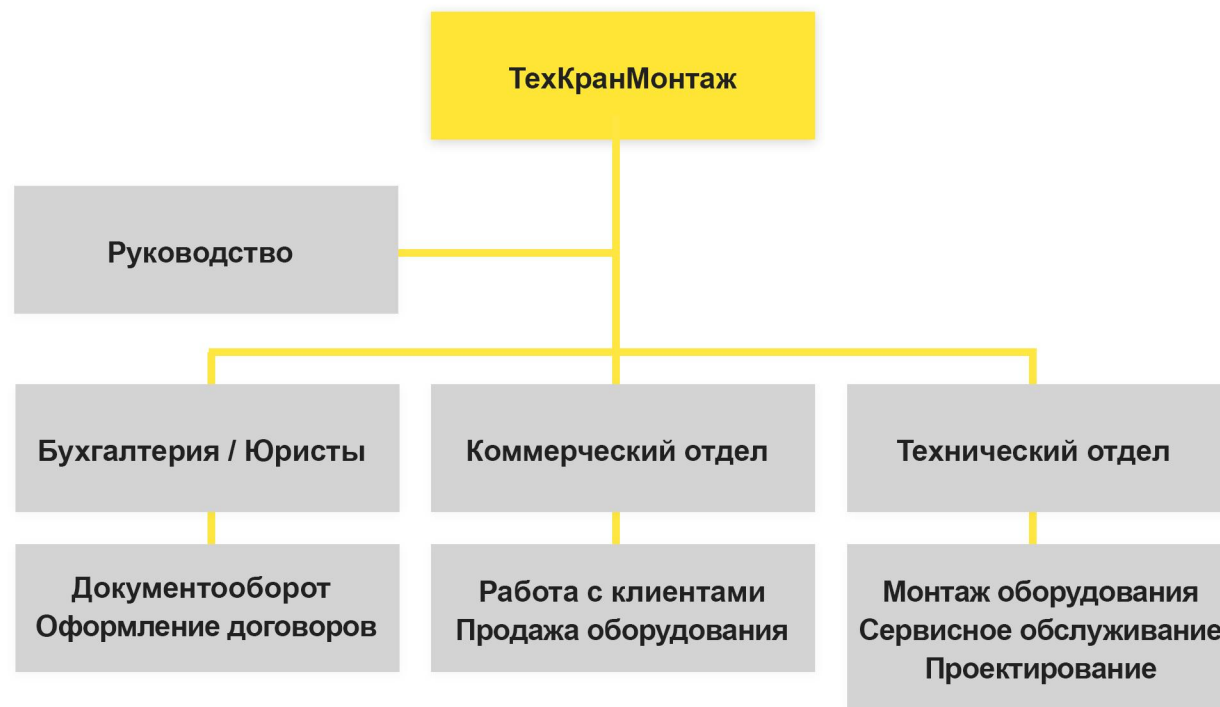 ТехКранМонтаж
Руководство
Бухгалтерия / Юристы
Коммерческий отдел
Технический отдел
Документооборот
Оформление договоров
Работа с клиентами
Продажа оборудования
Монтаж оборудования
Сервисное обслуживание
Проектирование